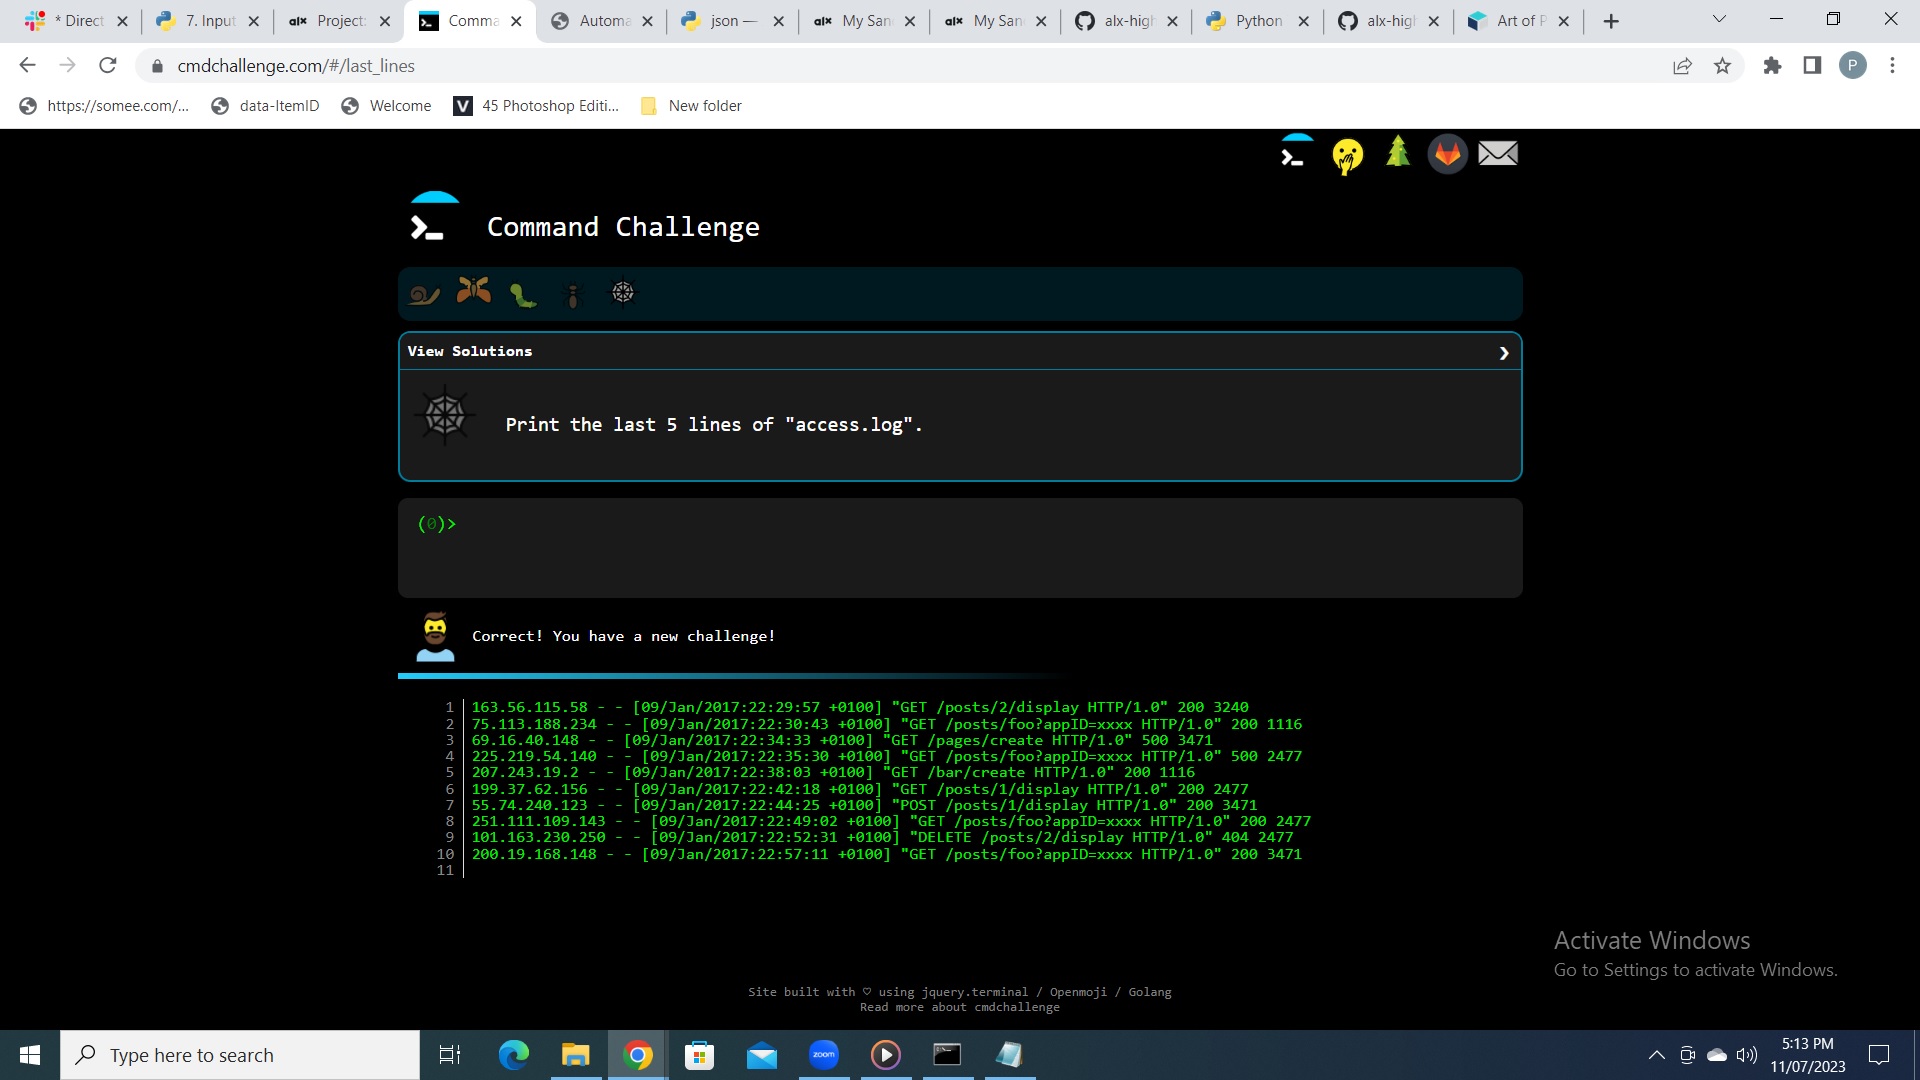 * Direct
7. Input
alx Project:
Comma
Automa
json —
alx My San
alx My San
alx-high
Python
alx-high
Art of P
cmdchallenge.com/#/last_lines
P
https://somee.com/...
data-ItemID
Welcome
V 45 Photoshop Editi...
New folder
Command Challenge
View Solutions
Print the last 5 lines of "access.log".
(0)>
Correct! You have a new challenge!
1 163.56.115.58 - - [09/Jan/2017:22:29:57 +0100] "GET /posts/2/display HTTP/1.0" 200 3240
2 75.113.188.234 - - [09/Jan/2017:22:30:43 +0100] "GET /posts/foo?appID=xxxx HTTP/1.0" 200 1116
3 69.16.40.148 - - [09/Jan/2017:22:34:33 +0100] "GET /pages/create HTTP/1.0" 500 3471
4 225.219.54.140 - - [09/Jan/2017:22:35:30 +0100] "GET /posts/foo?appID=xxxx HTTP/1.0" 500 2477
5 207.243.19.2 - - [09/Jan/2017:22:38:03 +0100] "GET /bar/create HTTP/1.0" 200 1116
6 199.37.62.156 - - [09/Jan/2017:22:42:18 +0100] "GET /posts/1/display HTTP/1.0" 200 2477
7 55.74.240.123 - - [09/Jan/2017:22:44:25 +0100] "POST /posts/1/display HTTP/1.0" 200 3471
8 251.111.109.143 - - [09/Jan/2017:22:49:02 +0100] "GET /posts/foo?appID=xxxx HTTP/1.0" 200 2477
9 101.163.230.250 - - [09/Jan/2017:22:52:31 +0100] "DELETE /posts/2/display HTTP/1.0" 404 2477
10 200.19.168.148 - - [09/Jan/2017:22:57:11 +0100] "GET /posts/foo?appID=xxxx HTTP/1.0" 200 3471
11
Activate Windows
Go to Settings to activate Windows.
Site built with ♡ using jquery.terminal / Openmoji / Golang
Read more about cmdchallenge
Type here to search
zoom
5:13 PM
11/07/2023